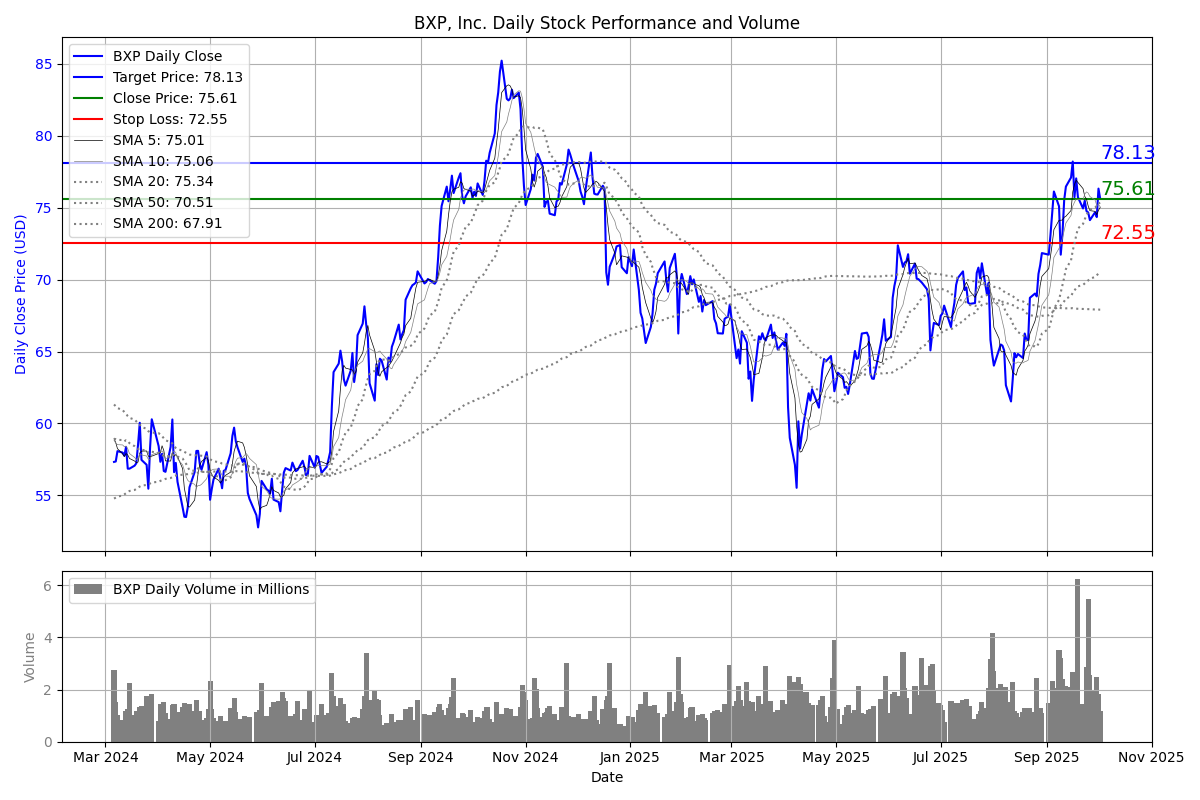 BXP, Inc. Daily Stock Performance and Volume
Daily Close Price (USD)
85
80
75
70
65
60
55
BXP Daily Close
Target Price: 78.13
Close Price: 75.61
Stop Loss: 72.55
SMA 5: 75.01
SMA 10: 75.06
SMA 20: 75.34
SMA 50: 70.51
SMA 200: 67.91
78.13
75.61
72.55
Volume
6
4
2
0
BXP Daily Volume in Millions
Mar 2024 May 2024 Jul 2024 Sep 2024 Nov 2024 Jan 2025 Mar 2025 May 2025 Jul 2025 Sep 2025 Nov 2025
Date